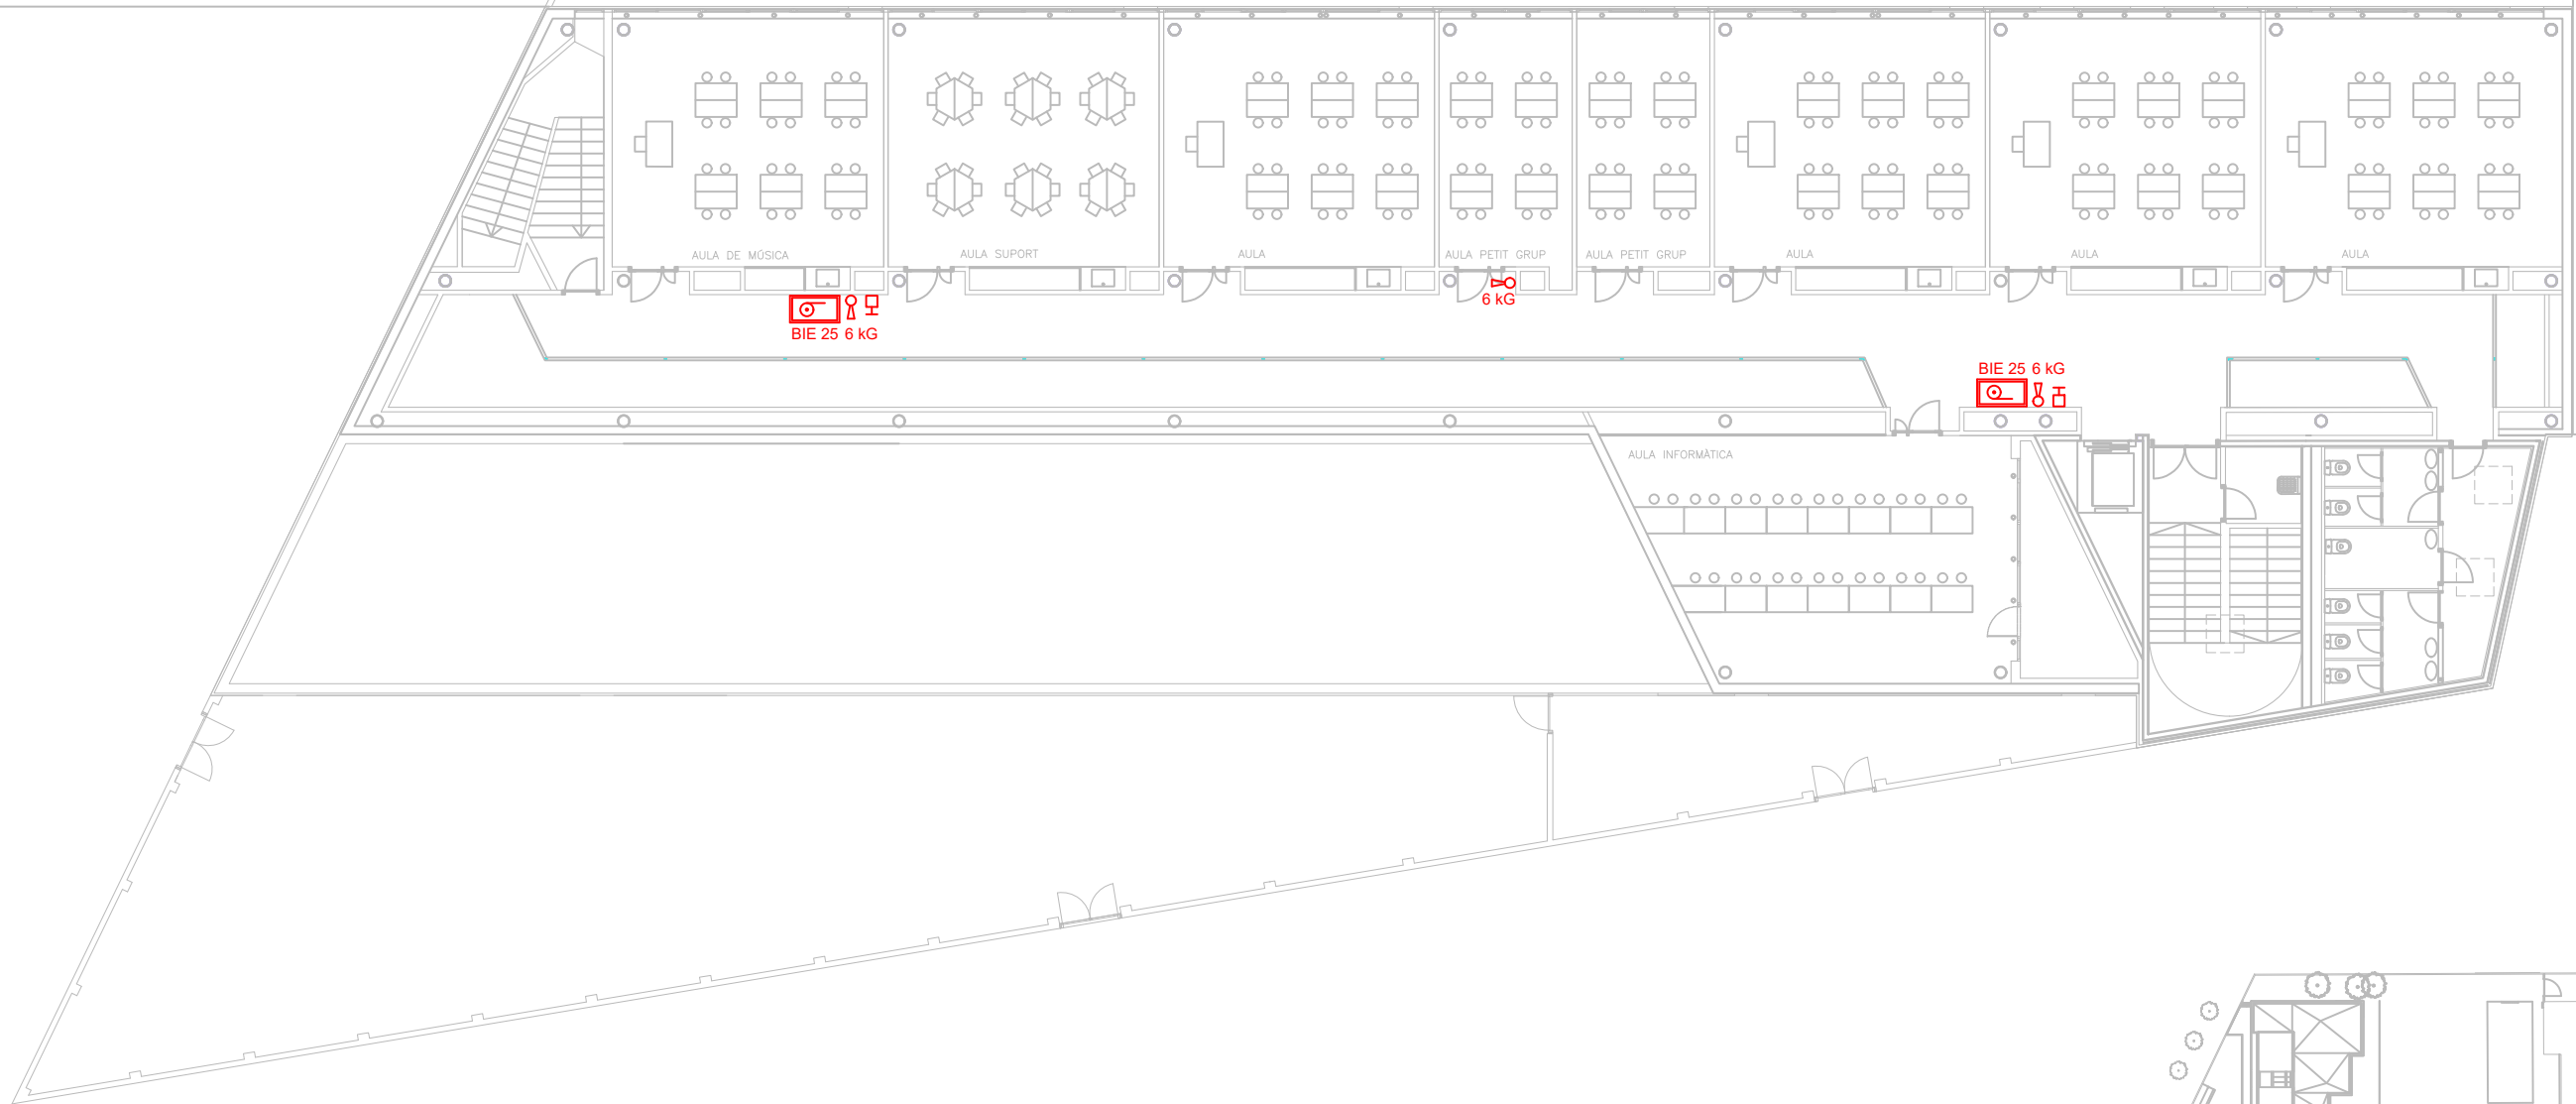 AULA DE MÚSICA
AULA SUPORT
AULA
AULA PETIT GRUP
AULA PETIT GRUP
AULA
AULA
AULA
6 kG
BIE 25 6 kG
BIE 25 6 kG
AULA INFORMÀTICA